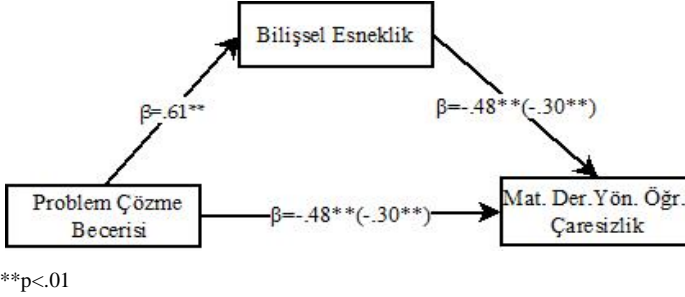 Bilişsel Esneklik
β=.61**
β=-.48**(-.30**)
Problem Çözme
Becerisi
β=-.48**(-.30**)
Mat. Der.Yön. Öğr.
Çaresizlik
**p<.01